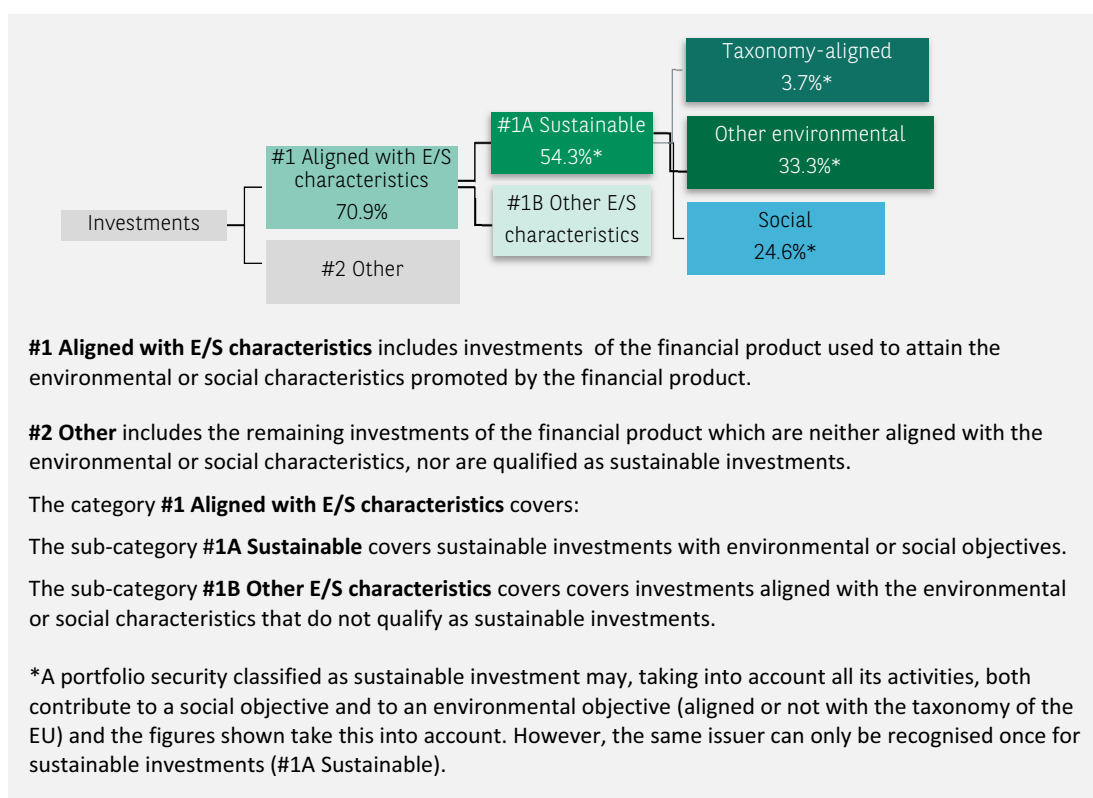 Taxonomy-aligned
3.7%*
#1A Sustainable
54.3%*
Other environmental
33.3%*
#1 Aligned with E/S
characteristics
70.9%
#1B Other E/S
characteristics
Investments
Social
24.6%*
#2 Other
#1 Aligned with E/S characteristics includes investments of the financial product used to attain the
environmental or social characteristics promoted by the financial product.
#2 Other includes the remaining investments of the financial product which are neither aligned with the
environmental or social characteristics, nor are qualified as sustainable investments.
The category #1 Aligned with E/S characteristics covers:
The sub-category #1A Sustainable covers sustainable investments with environmental or social objectives.
The sub-category #1B Other E/S characteristics covers covers investments aligned with the environmental
or social characteristics that do not qualify as sustainable investments.
*A portfolio security classified as sustainable investment may, taking into account all its activities, both
contribute to a social objective and to an environmental objective (aligned or not with the taxonomy of the
EU) and the figures shown take this into account. However, the same issuer can only be recognised once for
sustainable investments (#1A Sustainable).